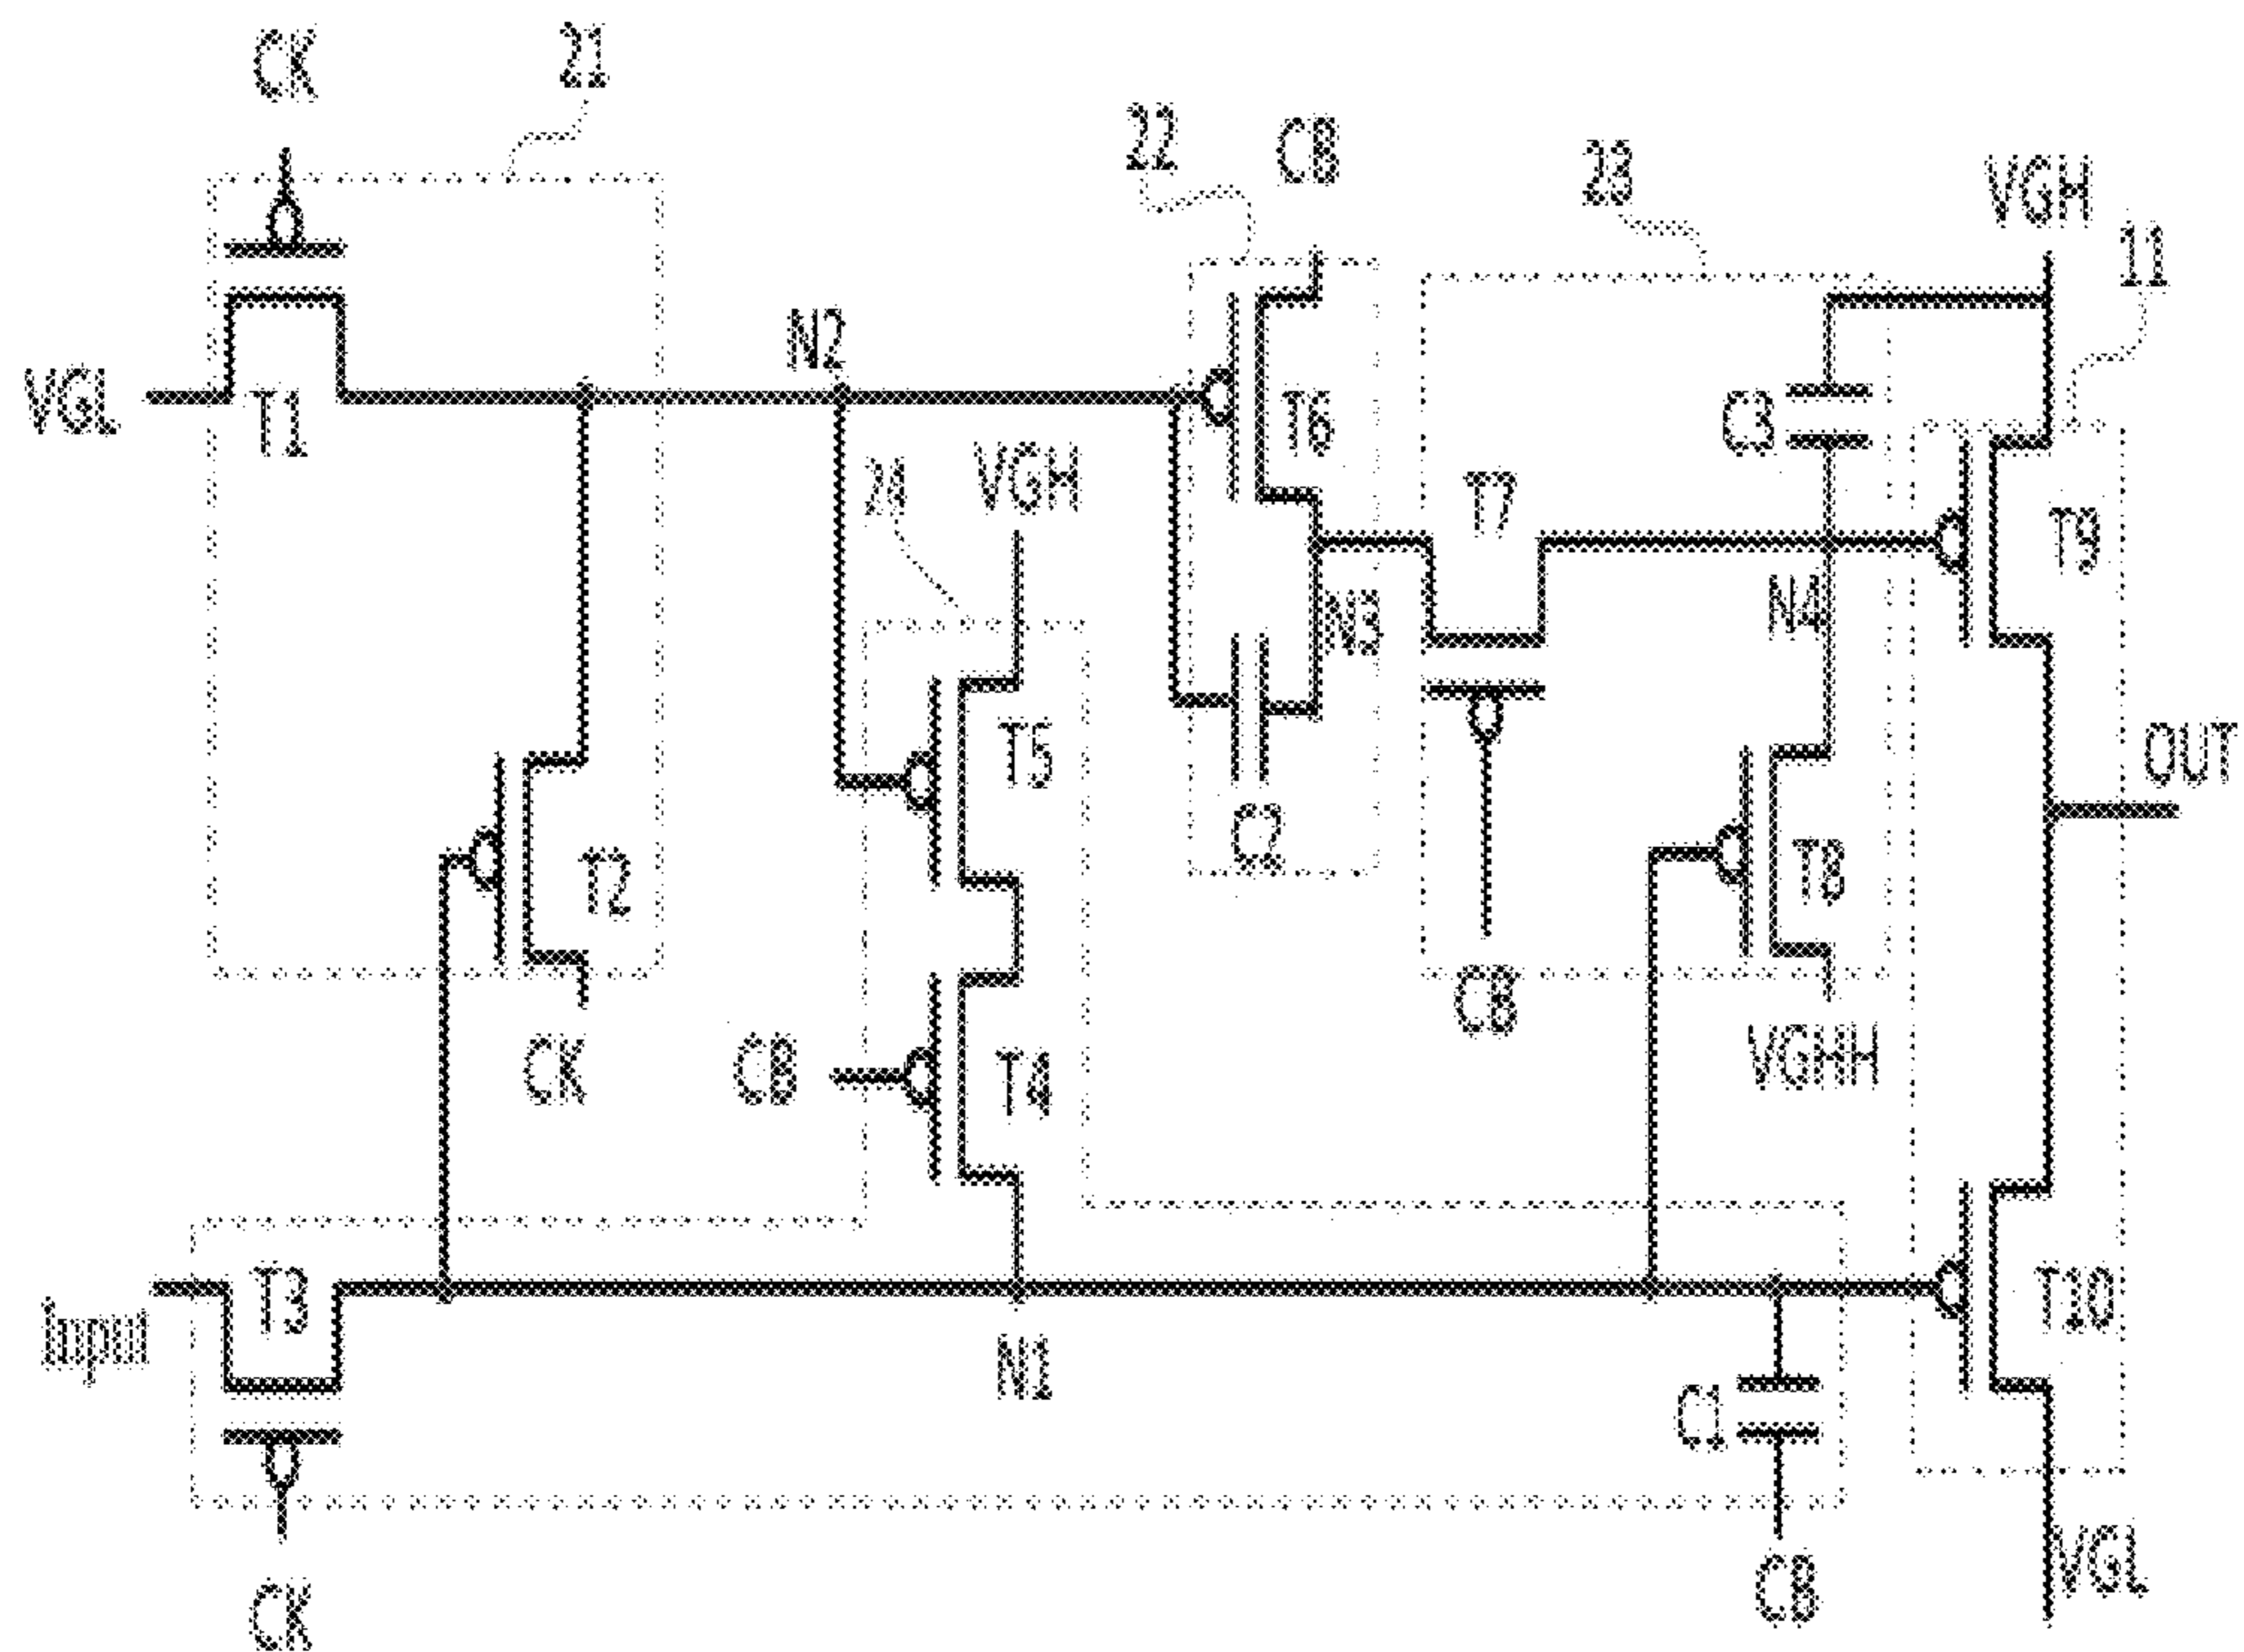 CK
21
22
CB
23
VGH
11
N2
VGL
T1
24
VGH
T6
C3
T7
T9
N3
N4
T5
OUT
C2
T2
T8
CB
CK
CB
T4
VGHH
T3
Input
N1
T10
C1
CK
CB
VGL